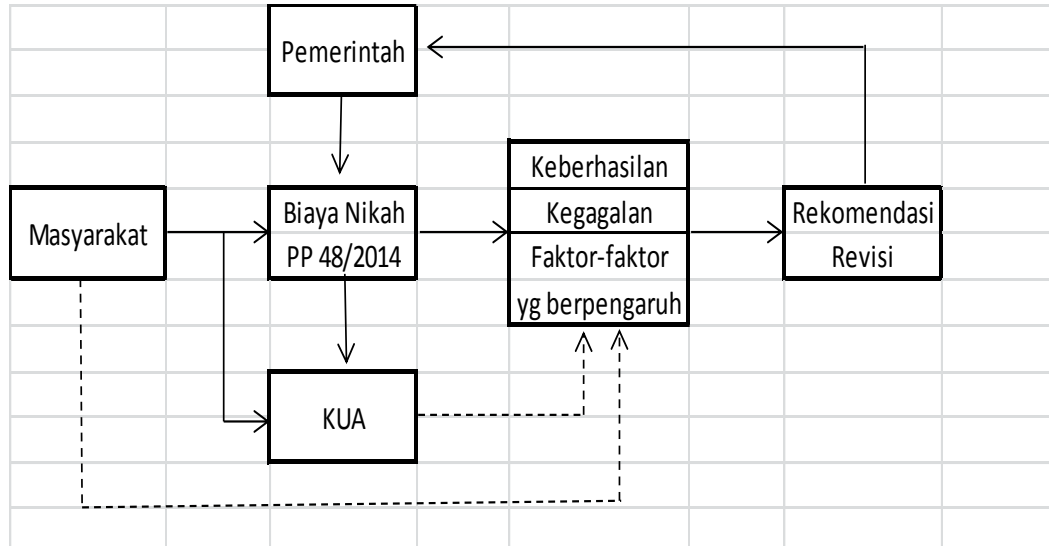 Pemerintah
Masyarakat
Biaya Nikah
PP 48/2014
Keberhasilan
Kegagalan
Faktor-faktor
yg berpengaruh
Rekomendasi
Revisi
KUA